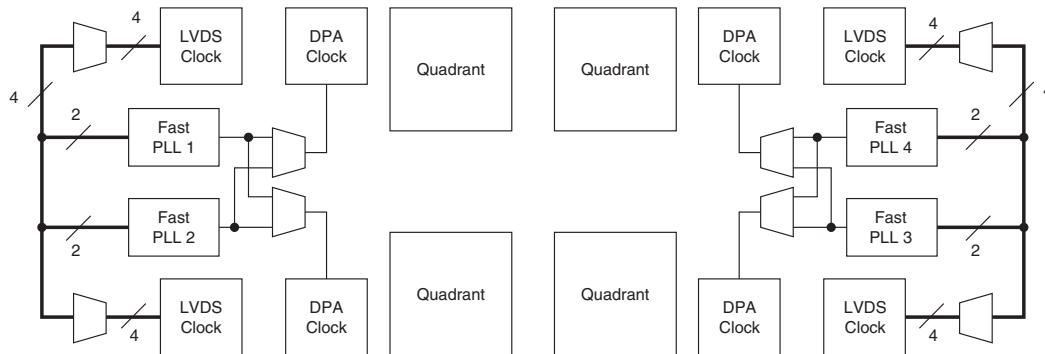 4
LVDS
Clock
DPA
Clock
Quadrant
Quadrant
DPA
Clock
LVDS
Clock
4
4
2
Fast
PLL 1
Fast
PLL 4
2
2
Fast
PLL 2
Fast
PLL 3
2
4
LVDS
Clock
DPA
Clock
Quadrant
Quadrant
DPA
Clock
LVDS
Clock
4